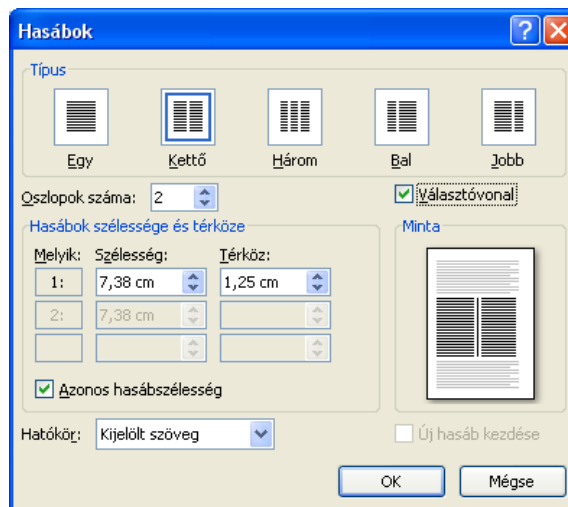 Hasábok
Típus
Egy Kettő Három Bal Jobb
Oszlopok száma: 2 Választóvonal
Hasábok szélessége és térköze Minta
Melyik: Szélesség: Térköz:
1: 7,38 cm 1,25 cm
2: 7,38 cm
Azonos hasábszélesség
Hatókör: Kijelölt szöveg Új hasáb kezdése
OK Mégse